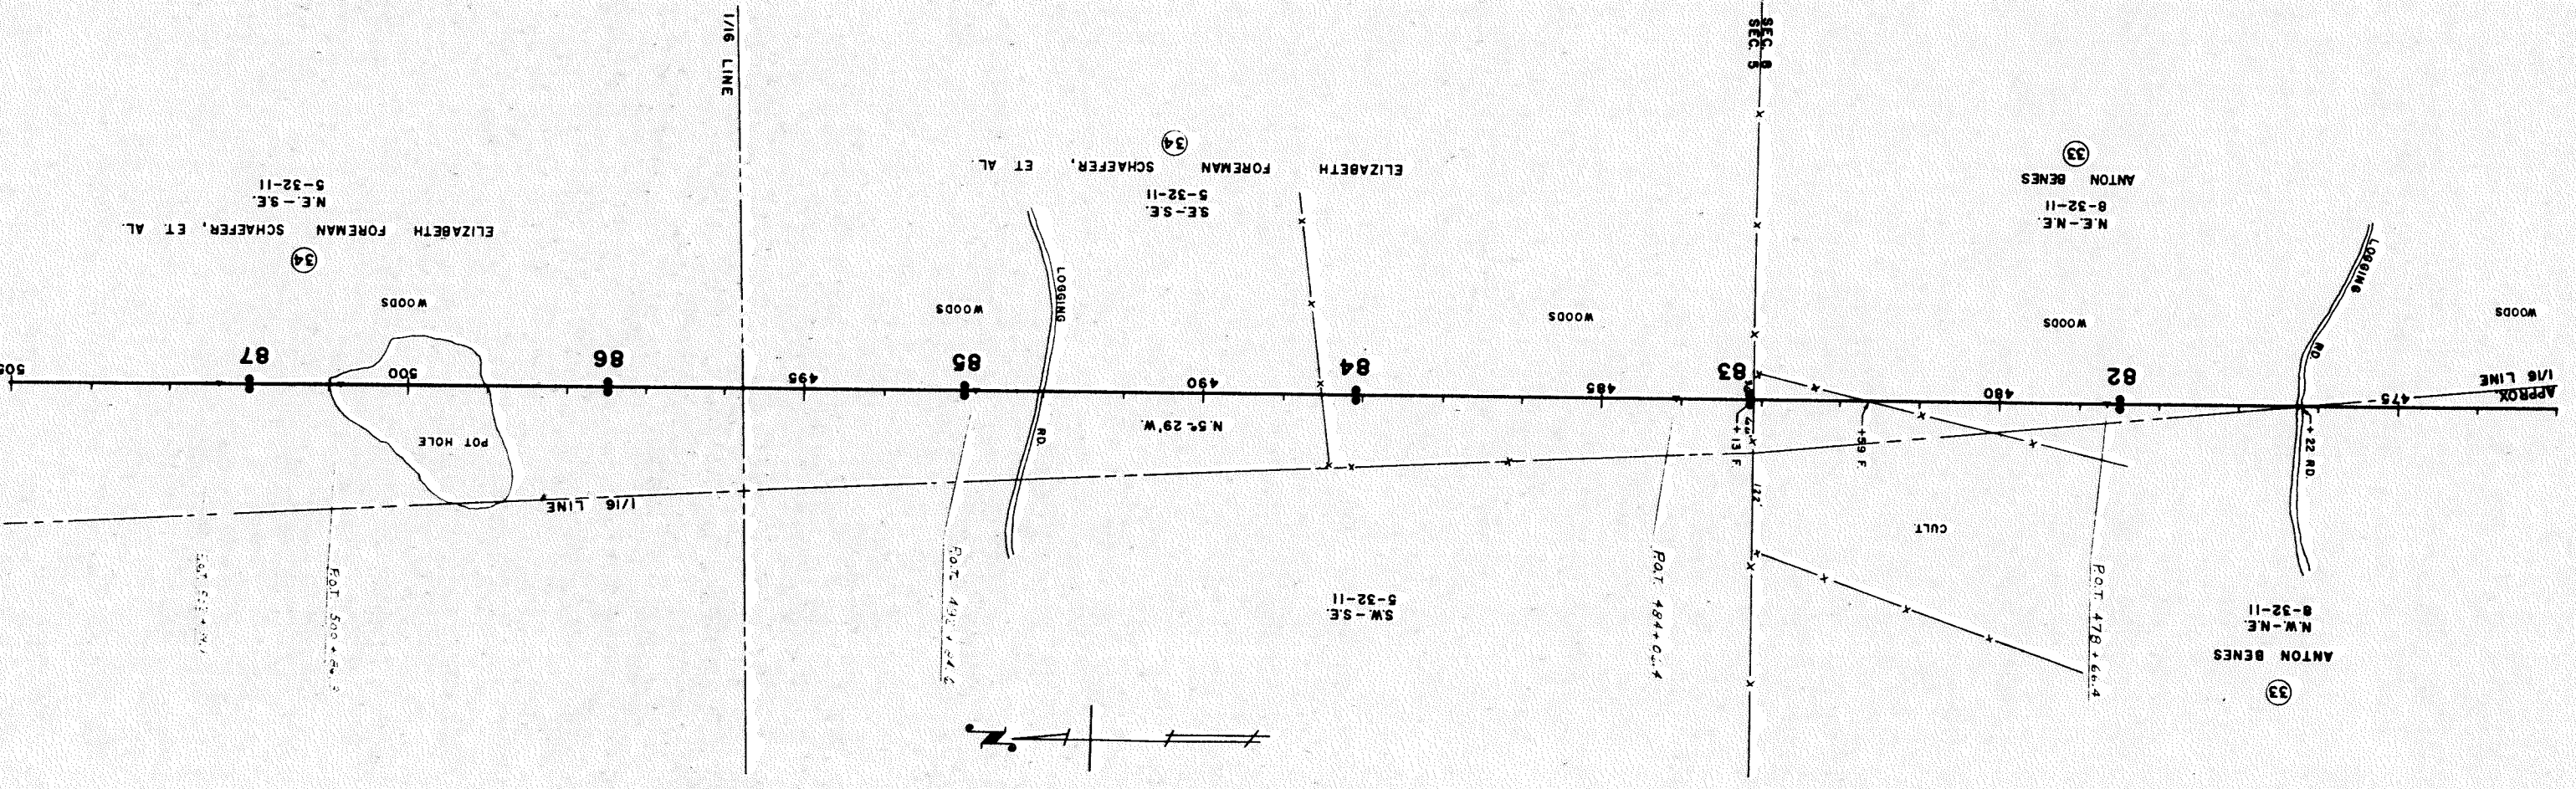 ANTON BENES
N.W.-N.E.
8-32-11
33
P.O.T. 478+66.4
CULT.
P.O.T. 484+04.4
S.W.-S.E.
5-32-11
N
APPROX
1/16 LINE
+22 RD.
LOGGING RD.
+59 F.
+13 F.
122'
N.5°-29'W.
LOGGING RD.
1/16 LINE
POT HOLE
475
480
485
490
495
500
505
82
83
84
85
86
87
WOODS
WOODS
WOODS
WOODS
WOODS
33
ANTON BENES
N.E.-N.E.
8-32-11
SEC. 8
SEC. 5
34
ELIZABETH FOREMAN SCHAEFER, ET AL.
S.E.-S.E.
5-32-11
1/16 LINE
34
ELIZABETH FOREMAN SCHAEFER, ET. AL.
N.E.-S.E.
5-32-11
P.O.T.
P.O.T.